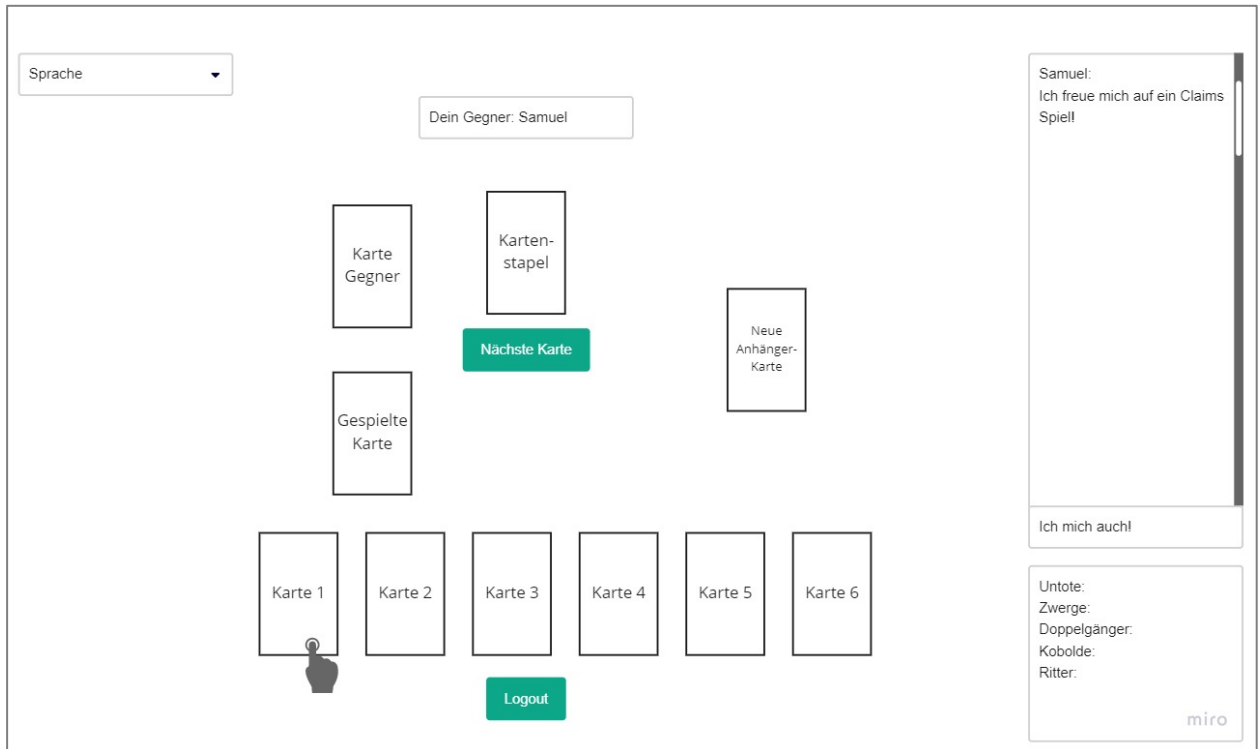 Sprache
Dein Gegner: Samuel
Karte
Gegner
Karten-
stapel
Nächste Karte
Neue
Anhänger-
Karte
Gespielte
Karte
Karte 1
Karte 2
Karte 3
Karte 4
Karte 5
Karte 6
Logout
Samuel:
Ich freue mich auf ein Claims
Spiel!
Ich mich auch!
Untote:
Zwerge:
Doppelgänger:
Kobolde:
Ritter:
miro